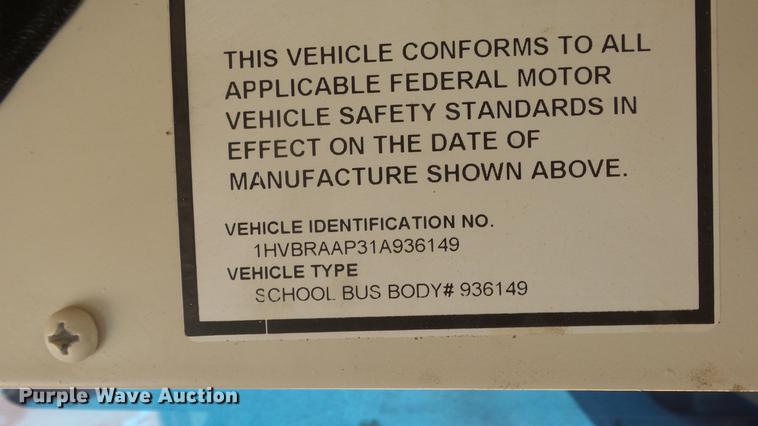 THIS VEHICLE CONFORMS TO ALL
APPLICABLE FEDERAL MOTOR
VEHICLE SAFETY STANDARDS IN
EFFECT ON THE DATE OF
MANUFACTURE SHOWN ABOVE.
VEHICLE IDENTIFICATION NO.
1HVBRAAP31A936149
VEHICLE TYPE
SCHOOL BUS BODY# 936149
Purple Wave Auction